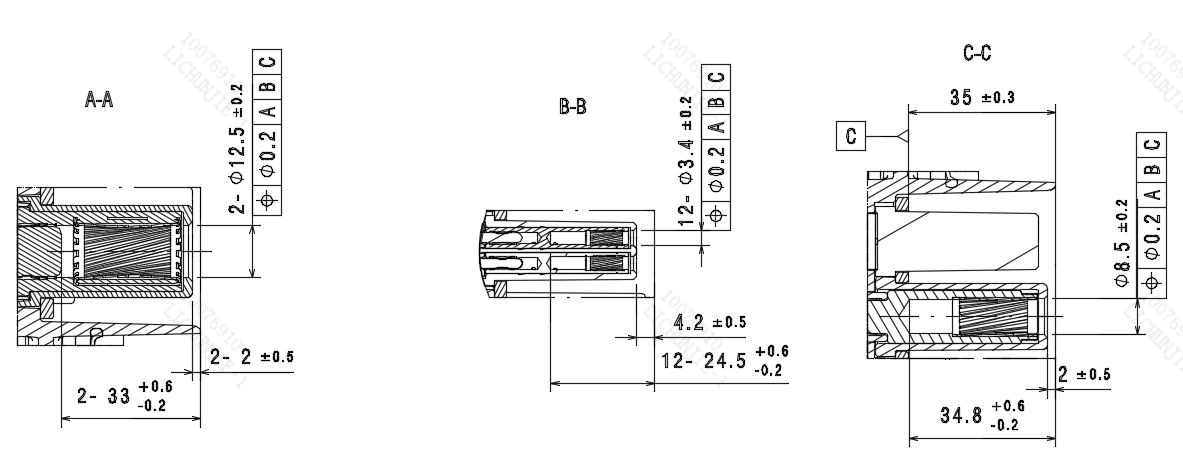 A-A
2- Φ12.5 ±0.2
⌖ Φ0.2 A B C
2- 2 ±0.5
2- 33 +0.6 -0.2
B-B
12- Φ3.4 ±0.2
⌖ Φ0.2 A B C
4.2 ±0.5
12- 24.5 +0.6 -0.2
C-C
35 ±0.3
C
Φ8.5 ±0.2
⌖ Φ0.2 A B C
2 ±0.5
34.8 +0.6 -0.2